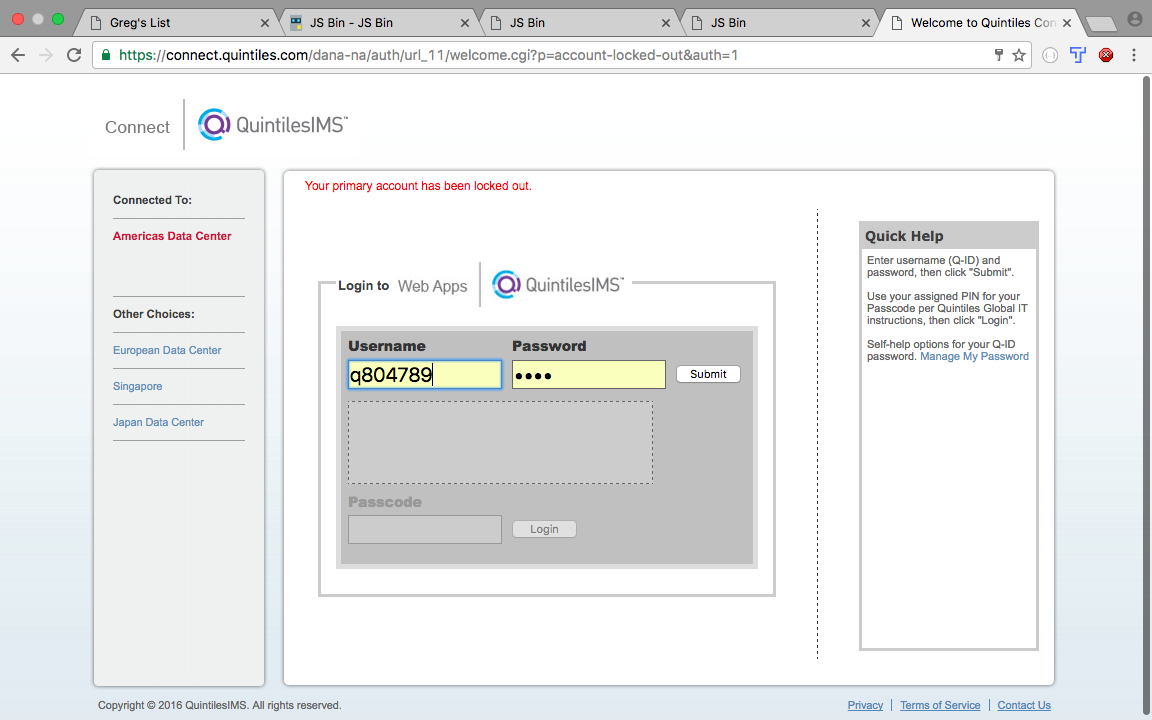 Greg's List
JS Bin - JS Bin
JS Bin
JS Bin
Welcome to Quintiles Con
https://connect.quintiles.com/dana-na/auth/url_11/welcome.cgi?p=account-locked-out&auth=1
Connect
QuintilesIMS™
Connected To:
Americas Data Center
Other Choices:
European Data Center
Singapore
Japan Data Center
Your primary account has been locked out.
Login to Web Apps QuintilesIMS™
Username Password
q804789 •••• Submit
Passcode
Login
Quick Help
Enter username (Q-ID) and
password, then click "Submit".
Use your assigned PIN for your
Passcode per Quintiles Global IT
instructions, then click "Login".
Self-help options for your Q-ID
password. Manage My Password
Copyright © 2016 QuintilesIMS. All rights reserved.
Privacy | Terms of Service | Contact Us